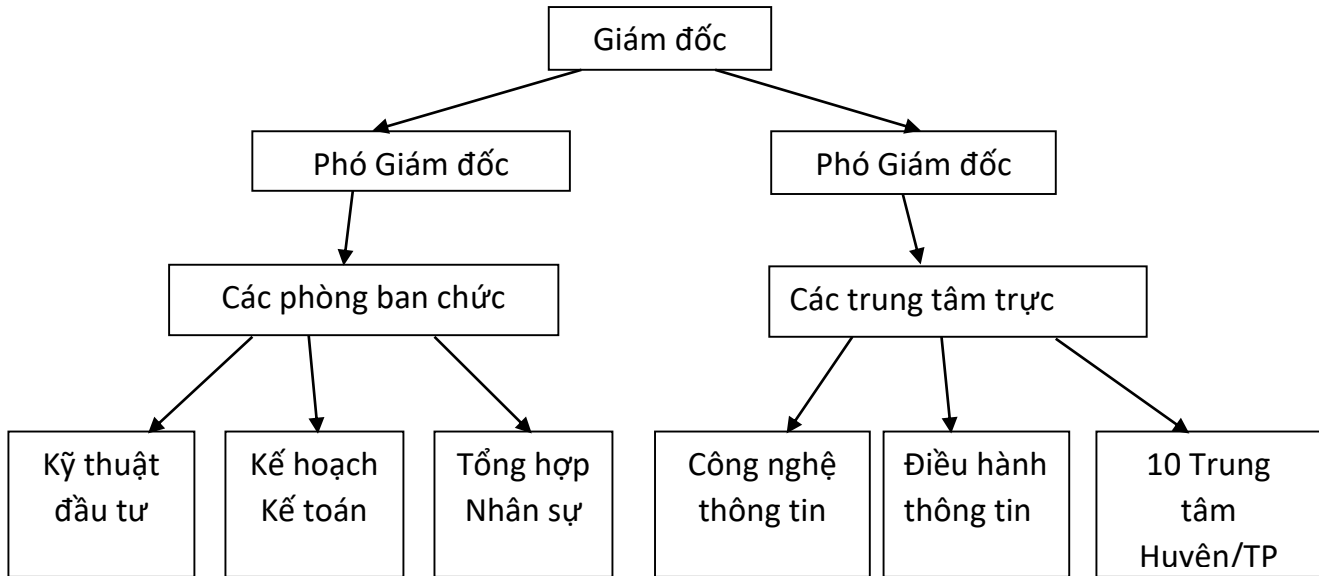 Giám đốc
Phó Giám đốc
Phó Giám đốc
Các phòng ban chức
Các trung tâm trực
Kỹ thuật
đầu tư
Kế hoạch
Kế toán
Tổng hợp
Nhân sự
Công nghệ
thông tin
Điều hành
thông tin
10 Trung
tâm
Huyện/TP